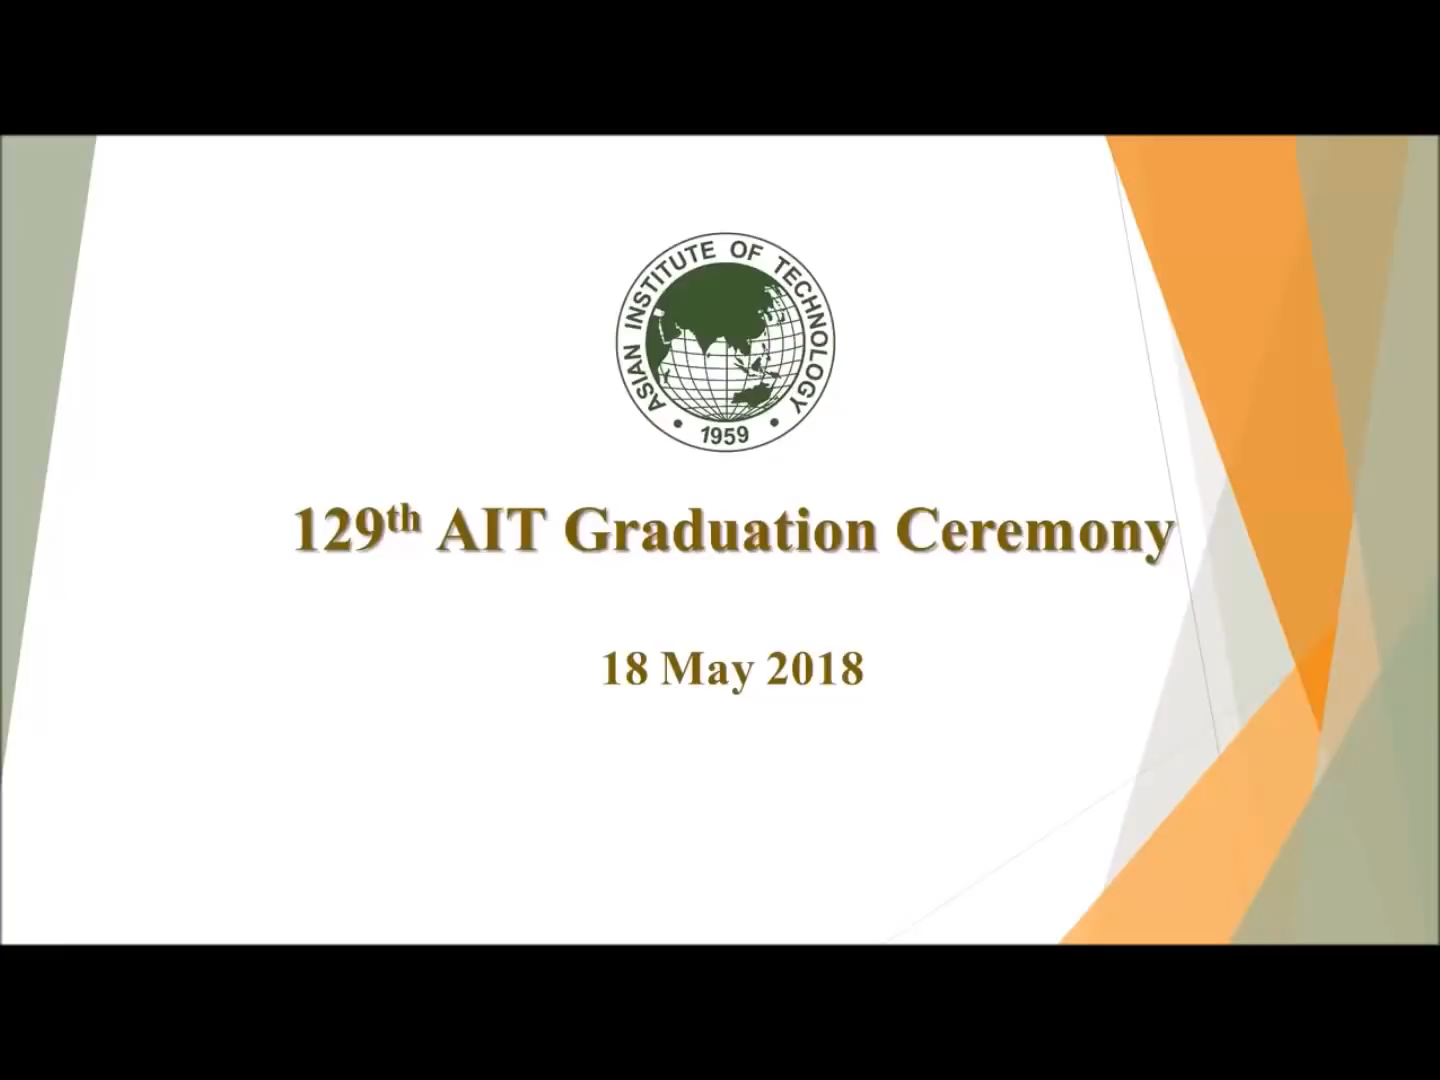 ASIAN INSTITUTE OF TECHNOLOGY
• 1959 •
129th AIT Graduation Ceremony
18 May 2018